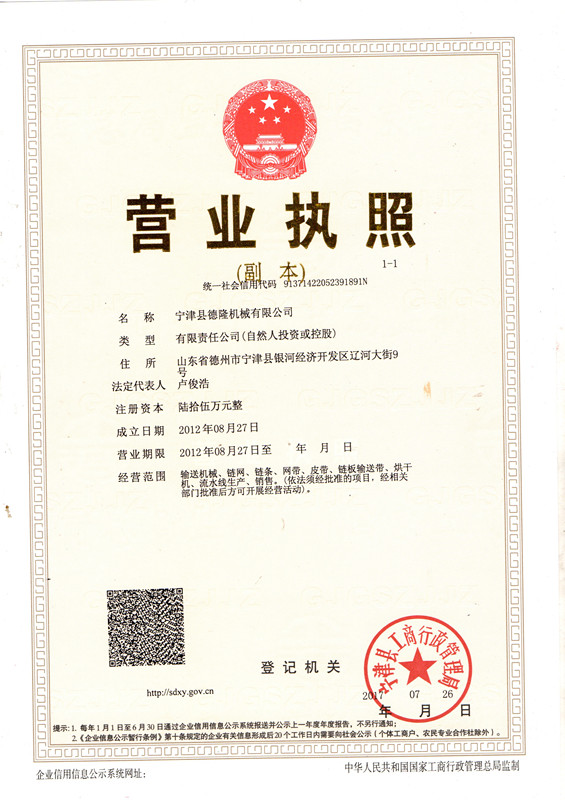 营业执照
(副 本)
1-1
统一社会信用代码 91371422052391891N
名 称 宁津县德隆机械有限公司
类 型 有限责任公司(自然人投资或控股)
住 所 山东省德州市宁津县银河经济开发区辽河大街9
号
法定代表人 卢俊浩
注册资本 陆拾伍万元整
成立日期 2012年08月27日
营业期限 2012年08月27日至 年 月 日
经营范围 输送机械、链网、链条、网带、皮带、链板输送带、烘干
机、流水线生产、销售。(依法须经批准的项目，经相关
部门批准后方可开展经营活动)。
登记机关
宁津县工商行政管理局
http://sdxy.gov.cn
2017 07 26
年 月 日
提示：1. 每年1月1日至6月30日通过企业信用信息公示系统报送并公示上一年度年度报告，不另行通知；
2.《企业信息公示暂行条例》第十条规定的企业有关信息形成后20个工作日内需要向社会公示（个体工商户、农民专业合作社除外）。
企业信用信息公示系统网址：
中华人民共和国国家工商行政管理总局监制